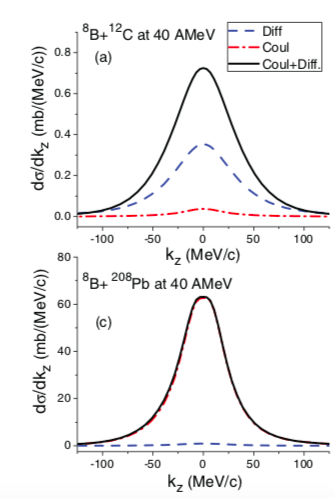 ⁸B+¹²C at 40 AMeV
(a)
Diff
Coul
Coul+Diff.
dσ/dk_z (mb/(MeV/c))
0.8
0.6
0.4
0.2
0.0
-100 -50 0 50 100
k_z (MeV/c)
⁸B+ ²⁰⁸Pb at 40 AMeV
(c)
dσ/dk_z (mb/(MeV/c))
80
60
40
20
0
-100 -50 0 50 100
k_z (MeV/c)